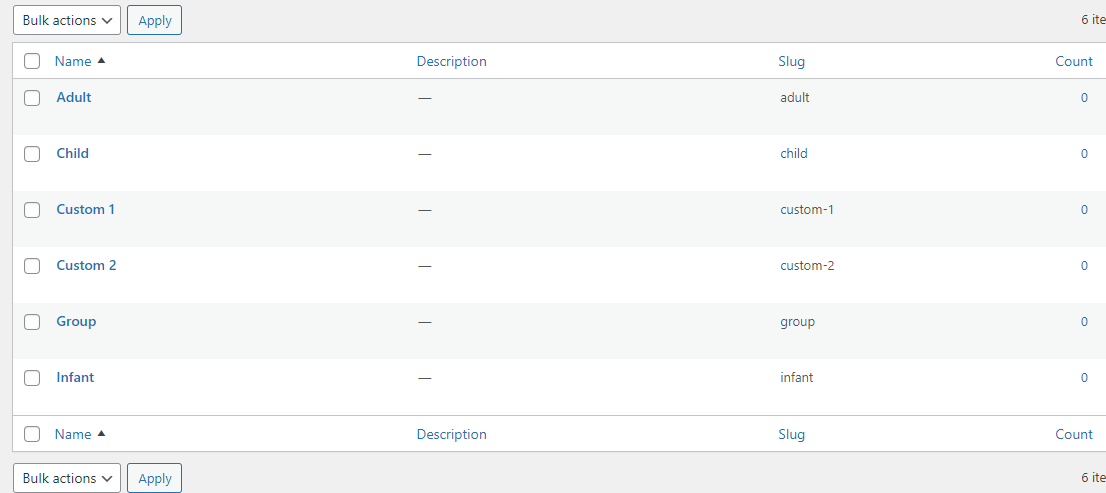 Bulk actions Apply 6 ite
Name Description Slug Count
Adult — adult 0
Child — child 0
Custom 1 — custom-1 0
Custom 2 — custom-2 0
Group — group 0
Infant — infant 0
Name Description Slug Count
Bulk actions Apply 6 ite